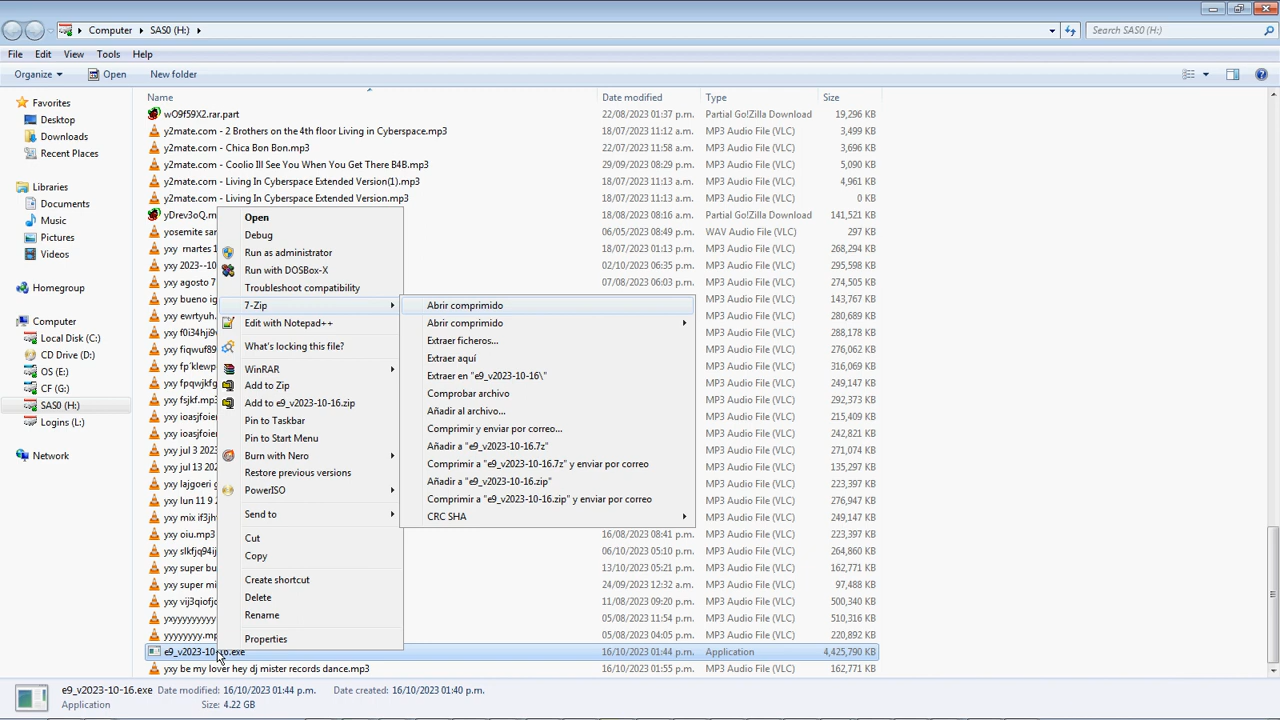 Computer SAS0 (H:)
Search SAS0 (H:)
File Edit View Tools Help
Organize Open New folder
Name Date modified Type Size
Favorites
Desktop
Downloads
Recent Places
Libraries
Documents
Music
Pictures
Videos
Homegroup
Computer
Local Disk (C:)
CD Drive (D:)
OS (E:)
CF (G:)
SAS0 (H:)
Logins (L:)
Network
wO9f59X2.rar.part 22/08/2023 01:37 p.m. Partial Go!Zilla Download 19,296 KB
y2mate.com - 2 Brothers on the 4th floor Living in Cyberspace.mp3 18/07/2023 11:12 a.m. MP3 Audio File (VLC) 3,499 KB
y2mate.com - Chica Bon Bon.mp3 22/07/2023 11:58 a.m. MP3 Audio File (VLC) 3,696 KB
y2mate.com - Coolio Ill See You When You Get There B4B.mp3 29/09/2023 08:29 p.m. MP3 Audio File (VLC) 5,090 KB
y2mate.com - Living In Cyberspace Extended Version(1).mp3 18/07/2023 11:13 a.m. MP3 Audio File (VLC) 4,961 KB
y2mate.com - Living In Cyberspace Extended Version.mp3 18/07/2023 11:13 a.m. MP3 Audio File (VLC) 0 KB
yDrev3oQ.m 18/08/2023 08:16 a.m. Partial Go!Zilla Download 141,521 KB
yosemite sar 06/05/2023 08:49 p.m. WAV Audio File (VLC) 297 KB
yxy martes 1 18/07/2023 01:20 p.m. MP3 Audio File (VLC) 268,294 KB
yxy 2023--10 02/10/2023 06:35 p.m. MP3 Audio File (VLC) 295,598 KB
yxy agosto 7 07/08/2023 06:03 p.m. MP3 Audio File (VLC) 263,234 KB
yxy bueno ig MP3 Audio File (VLC) 143,767 KB
yxy ewrtyuh. MP3 Audio File (VLC) 280,689 KB
yxy f0i34hji9 MP3 Audio File (VLC) 288,178 KB
yxy fiqwuf89 MP3 Audio File (VLC) 276,062 KB
yxy fp´klewp MP3 Audio File (VLC) 316,069 KB
yxy fpqwjkf MP3 Audio File (VLC) 249,147 KB
yxy fsjkf.mp3 MP3 Audio File (VLC) 292,373 KB
yxy ioasjfoier MP3 Audio File (VLC) 215,409 KB
yxy ioasjfoier MP3 Audio File (VLC) 242,821 KB
yxy jul 3 2023 MP3 Audio File (VLC) 271,074 KB
yxy jul 7 2023 MP3 Audio File (VLC) 135,297 KB
yxy lajgoeri g MP3 Audio File (VLC) 234,239 KB
yxy lun 11 9 2 MP3 Audio File (VLC) 276,947 KB
yxy mix if3jh MP3 Audio File (VLC) 249,147 KB
yxy oiu.mp3 16/08/2023 08:41 p.m. MP3 Audio File (VLC) 223,397 KB
yxy slkfjq94ij 06/10/2023 05:10 p.m. MP3 Audio File (VLC) 264,860 KB
yxy super bu 13/10/2023 05:21 p.m. MP3 Audio File (VLC) 162,771 KB
yxy super mi 24/09/2023 12:32 a.m. MP3 Audio File (VLC) 97,488 KB
yxy vij3qiofj 11/08/2023 09:20 p.m. MP3 Audio File (VLC) 500,340 KB
05/08/2023 11:54 p.m. MP3 Audio File (VLC) 510,316 KB
yyyyyyyy.mp 05/08/2023 04:05 p.m. MP3 Audio File (VLC) 220,892 KB
e9_v2023-10-16.exe 16/10/2023 01:44 p.m. Application 4,425,790 KB
yxy be my lover hey dj mister records dance.mp3 16/10/2023 01:55 p.m. MP3 Audio File (VLC) 162,771 KB
Open
Debug
Run as administrator
Run with DOSBox-X
Troubleshoot compatibility
7-Zip
Edit with Notepad++
What's locking this file?
WinRAR
Add to Zip
Add to e9_v2023-10-16.zip
Pin to Taskbar
Pin to Start Menu
Burn with Nero
Restore previous versions
PowerISO
Send to
Cut
Copy
Create shortcut
Delete
Rename
Properties
Abrir comprimido
Abrir comprimido
Extraer ficheros...
Extraer aquí
Extraer en "e9_v2023-10-16\"
Comprobar archivo
Añadir al archivo...
Comprimir y enviar por correo...
Añadir a "e9_v2023-10-16.7z"
Comprimir a "e9_v2023-10-16.7z" y enviar por correo
Añadir a "e9_v2023-10-16.zip"
Comprimir a "e9_v2023-10-16.zip" y enviar por correo
CRC SHA
e9_v2023-10-16.exe Date modified: 16/10/2023 01:44 p.m. Date created: 16/10/2023 01:40 p.m.
Application Size: 4.22 GB